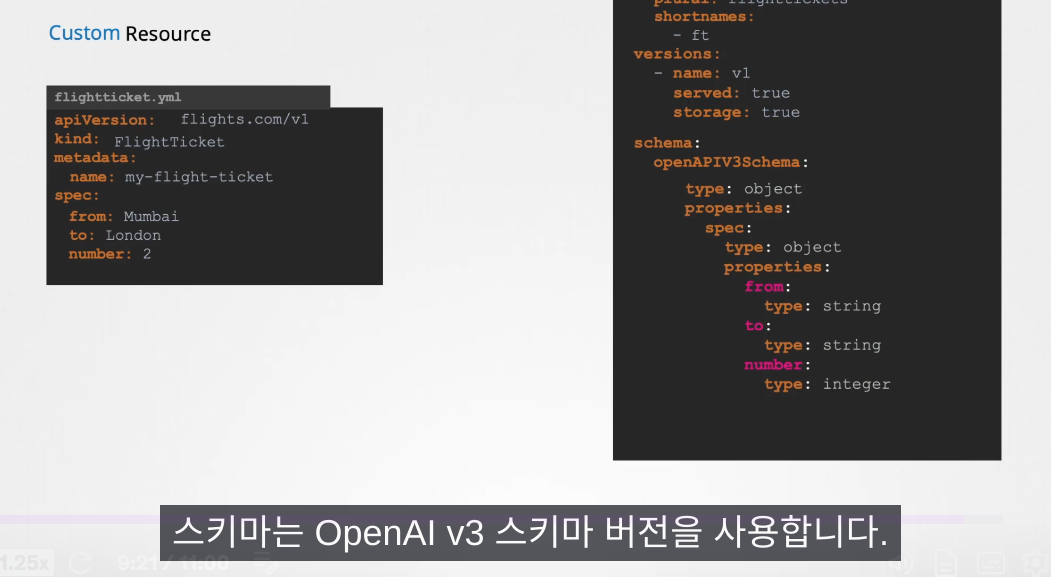 Custom Resource
flightticket.yml
apiVersion: flights.com/v1
kind: FlightTicket
metadata:
name: my-flight-ticket
spec:
from: Mumbai
to: London
number: 2
plural: flighttickets
shortnames:
- ft
versions:
- name: v1
served: true
storage: true
schema:
openAPIV3Schema:
type: object
properties:
spec:
type: object
properties:
from:
type: string
to:
type: string
number:
type: integer
스키마는 OpenAI v3 스키마 버전을 사용합니다.
1.25x 9:21 / 11:00